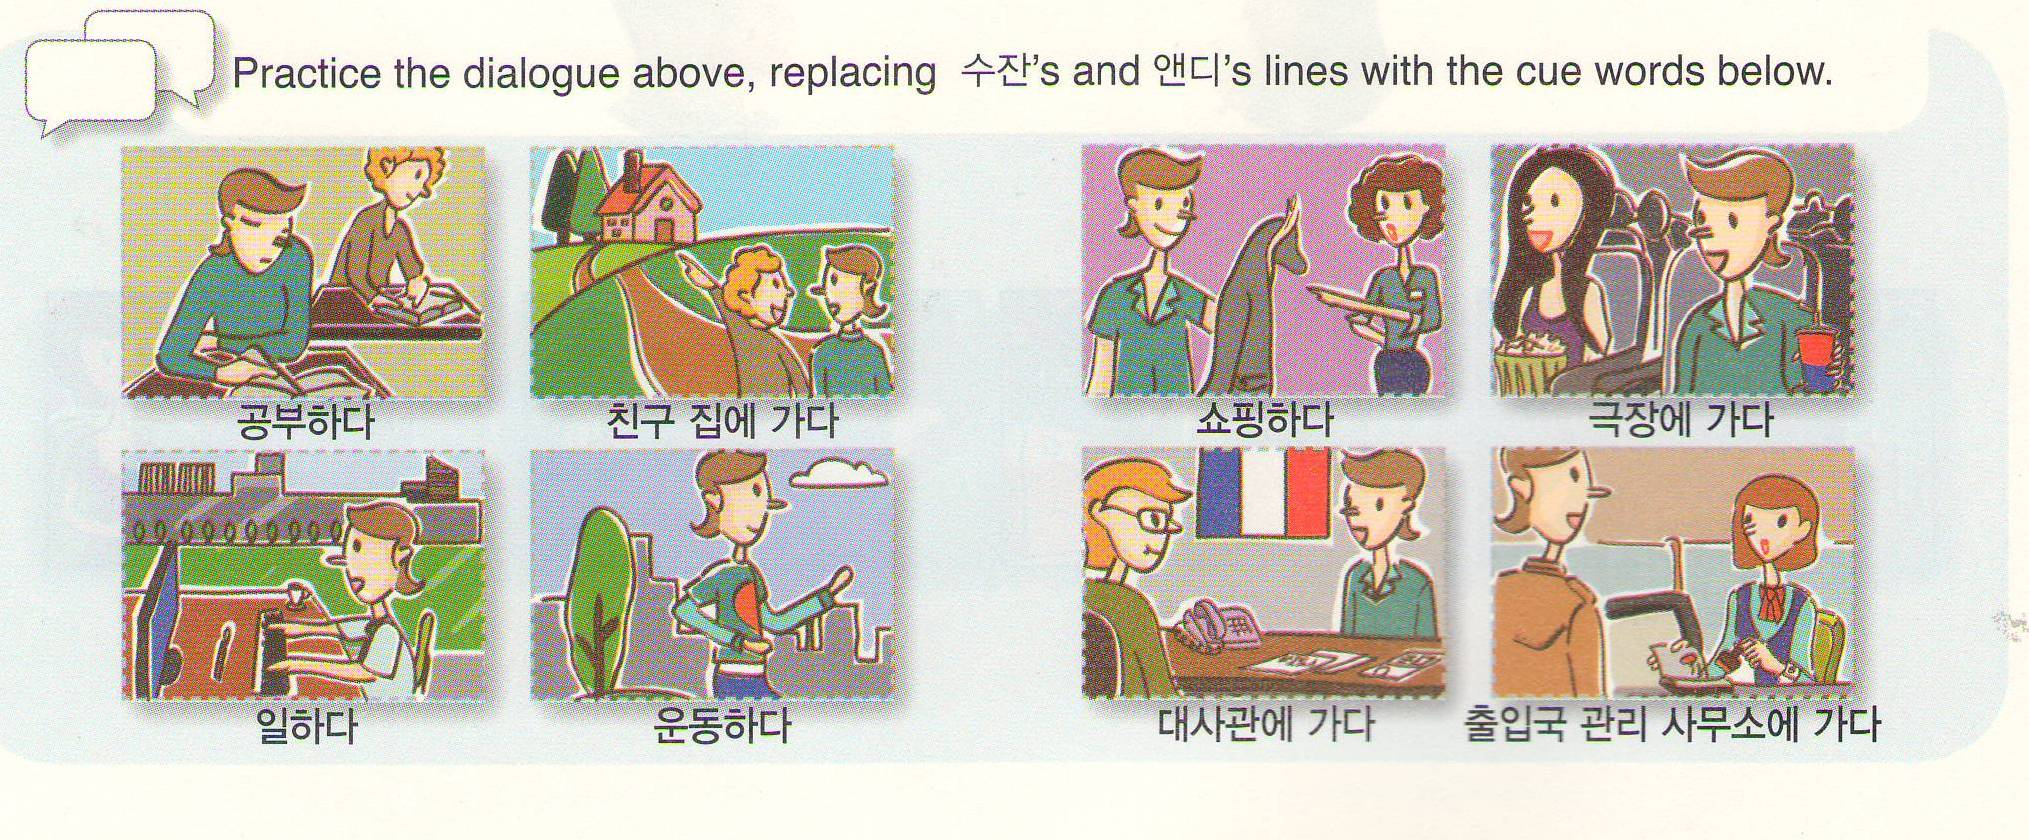 Practice the dialogue above, replacing 수잔's and 앤디's lines with the cue words below.
공부하다
친구 집에 가다
쇼핑하다
극장에 가다
일하다
운동하다
대사관에 가다
출입국 관리 사무소에 가다